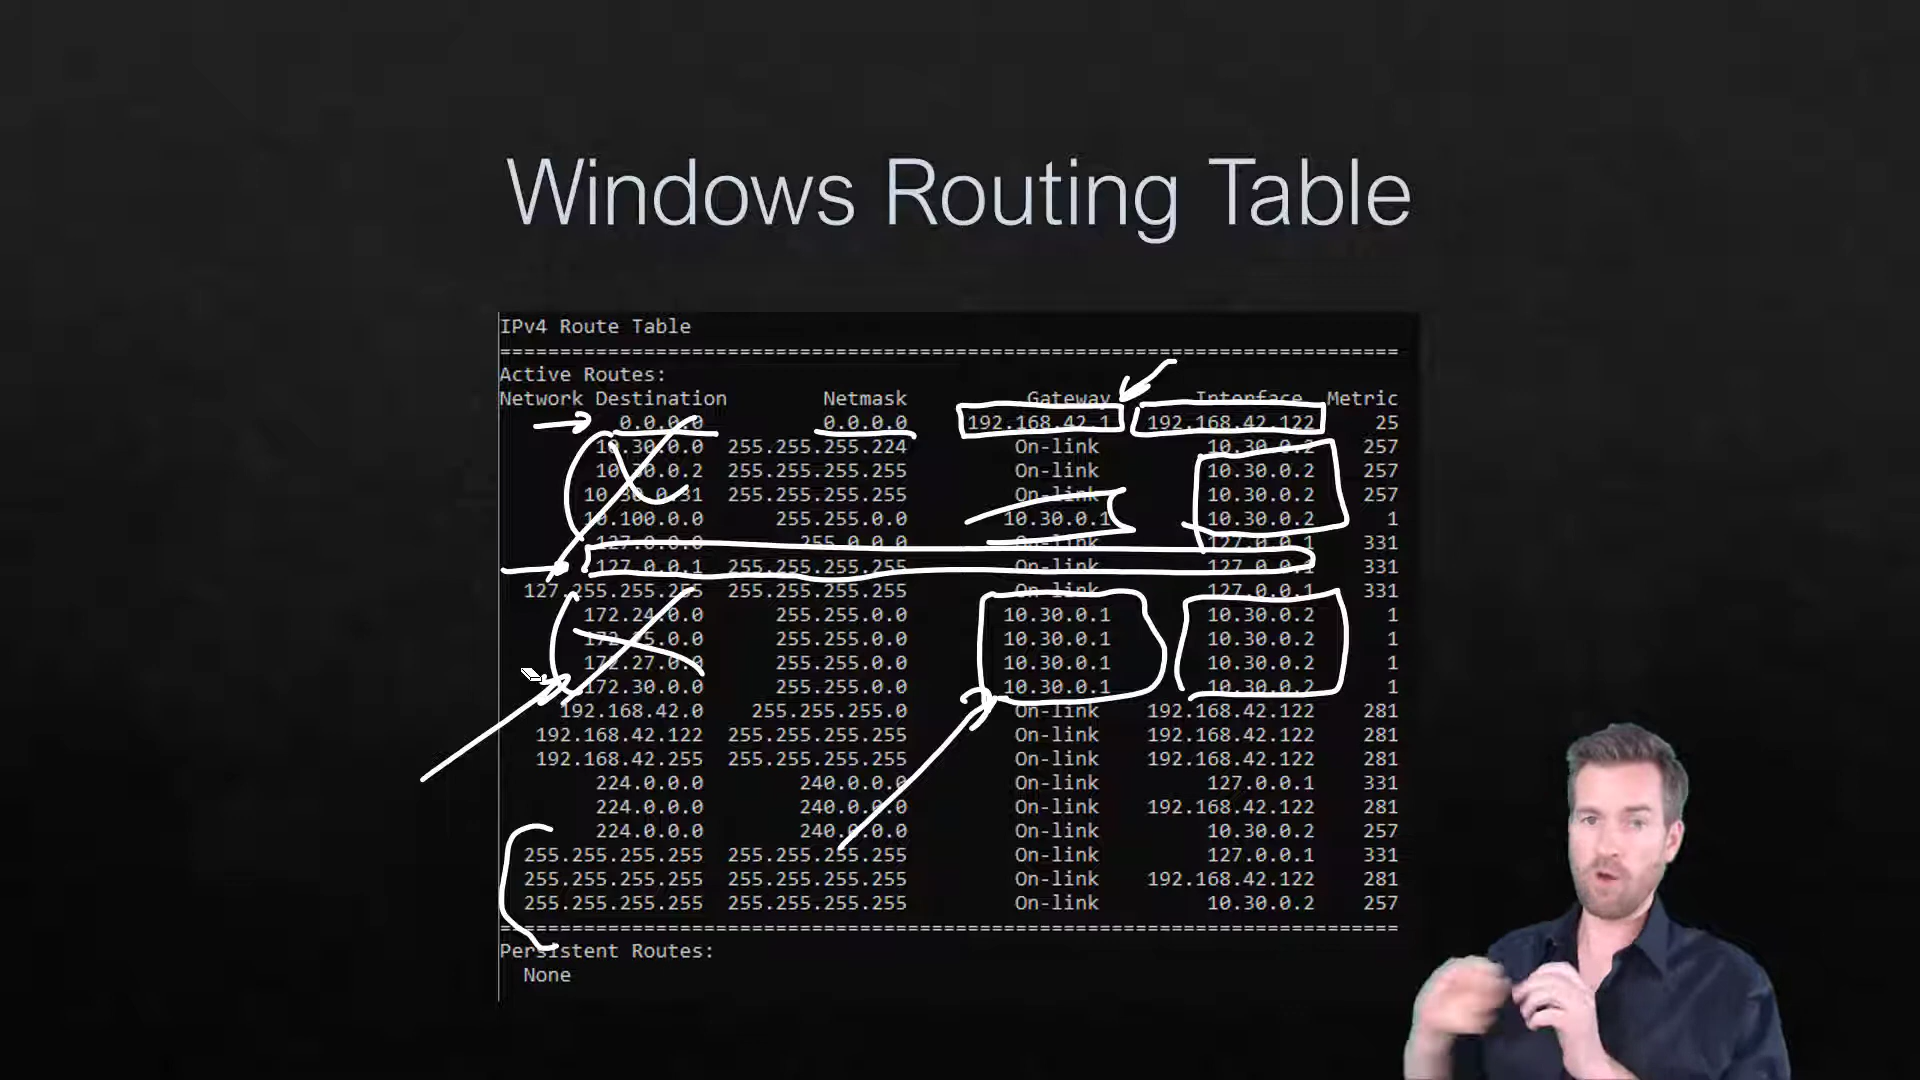 Windows Routing Table
IPv4 Route Table
===========================================================================
Active Routes:
Network Destination        Netmask          Gateway       Interface  Metric
0.0.0.0          0.0.0.0     192.168.42.1   192.168.42.122     25
10.30.0.0  255.255.255.224         On-link         10.30.0.2    257
10.30.0.2  255.255.255.255         On-link         10.30.0.2    257
10.30.0.31  255.255.255.255         On-link         10.30.0.2    257
10.100.0.0      255.255.0.0        10.30.0.1        10.30.0.2      1
127.0.0.0        255.0.0.0         On-link         127.0.0.1    331
127.0.0.1  255.255.255.255         On-link         127.0.0.1    331
127.255.255.255  255.255.255.255         On-link         127.0.0.1    331
172.24.0.0      255.255.0.0        10.30.0.1        10.30.0.2      1
172.25.0.0      255.255.0.0        10.30.0.1        10.30.0.2      1
172.27.0.0      255.255.0.0        10.30.0.1        10.30.0.2      1
172.30.0.0      255.255.0.0        10.30.0.1        10.30.0.2      1
192.168.42.0    255.255.255.0         On-link    192.168.42.122    281
192.168.42.122  255.255.255.255         On-link    192.168.42.122    281
192.168.42.255  255.255.255.255         On-link    192.168.42.122    281
224.0.0.0        240.0.0.0         On-link         127.0.0.1    331
224.0.0.0        240.0.0.0         On-link    192.168.42.122    281
224.0.0.0        240.0.0.0         On-link         10.30.0.2    257
255.255.255.255  255.255.255.255         On-link         127.0.0.1    331
255.255.255.255  255.255.255.255         On-link    192.168.42.122    281
255.255.255.255  255.255.255.255         On-link         10.30.0.2    257
===========================================================================
Persistent Routes:
None